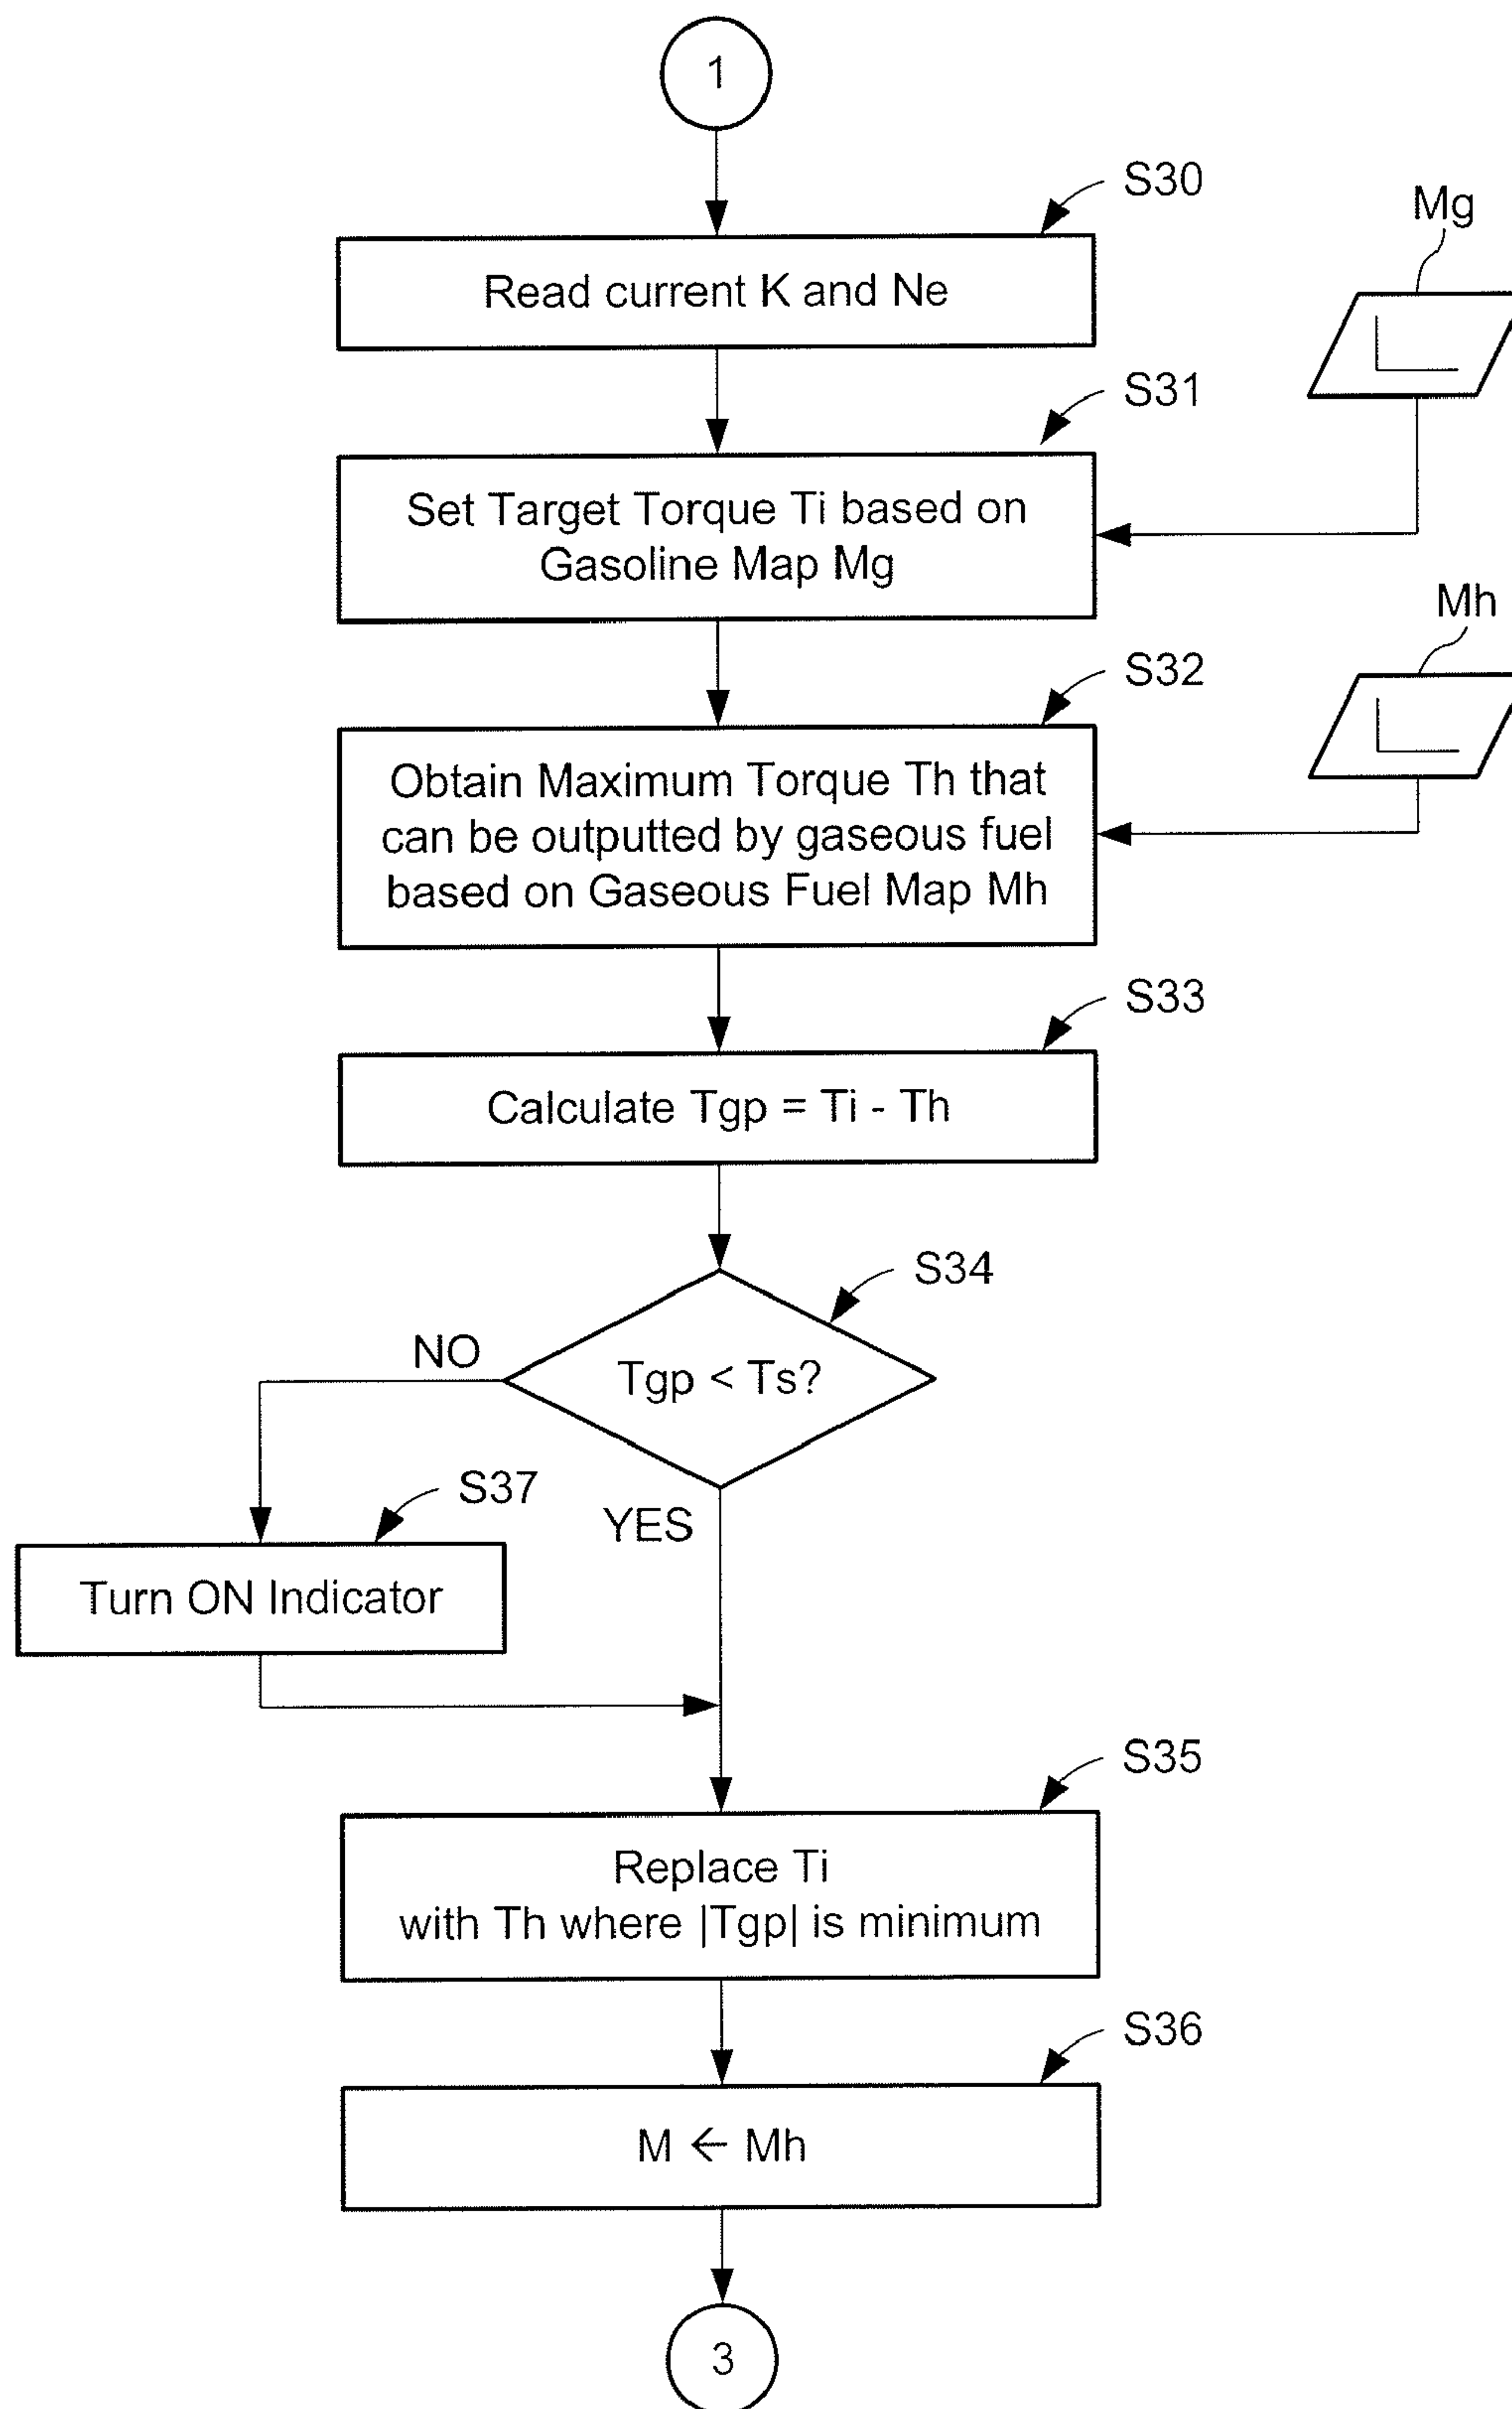 1
S30
Mg
Read current K and Ne
S31
Set Target Torque Ti based on
Gasoline Map Mg
Mh
S32
Obtain Maximum Torque Th that
can be outputted by gaseous fuel
based on Gaseous Fuel Map Mh
S33
Calculate Tgp = Ti - Th
S34
NO
Tgp < Ts?
S37
YES
Turn ON Indicator
S35
Replace Ti
with Th where |Tgp| is minimum
S36
M ← Mh
3